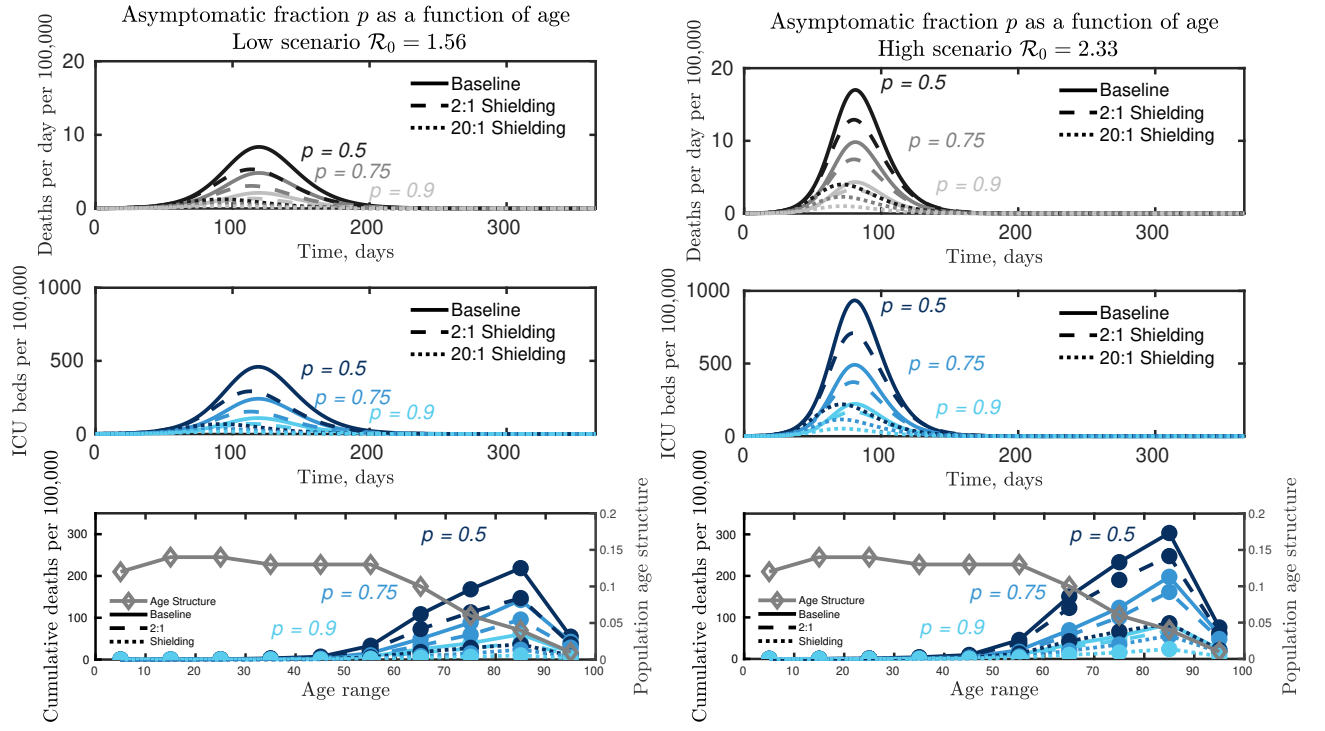 Asymptomatic fraction p as a function of age
Low scenario R₀ = 1.56
Deaths per day per 100,000
20
10
0
Baseline
2:1 Shielding
20:1 Shielding
p = 0.5
p = 0.75
p = 0.9
0
100
200
300
Time, days
ICU beds per 100,000
1000
500
0
Baseline
2:1 Shielding
20:1 Shielding
p = 0.5
p = 0.75
p = 0.9
0
100
200
300
Time, days
Cumulative deaths per 100,000
300
200
100
0
p = 0.5
p = 0.75
p = 0.9
Age Structure
Baseline
2:1
Shielding
0.2
0.15
0.1
0.05
0
Population age structure
0 10 20 30 40 50 60 70 80 90 100
Age range
Asymptomatic fraction p as a function of age
High scenario R₀ = 2.33
Deaths per day per 100,000
20
10
0
Baseline
2:1 Shielding
20:1 Shielding
p = 0.5
p = 0.75
p = 0.9
0
100
200
300
Time, days
ICU beds per 100,000
1000
500
0
Baseline
2:1 Shielding
20:1 Shielding
p = 0.5
p = 0.75
p = 0.9
0
100
200
300
Time, days
Cumulative deaths per 100,000
300
200
100
0
p = 0.5
p = 0.75
p = 0.9
Age Structure
Baseline
2:1
Shielding
0.2
0.15
0.1
0.05
0
Population age structure
0 10 20 30 40 50 60 70 80 90 100
Age range